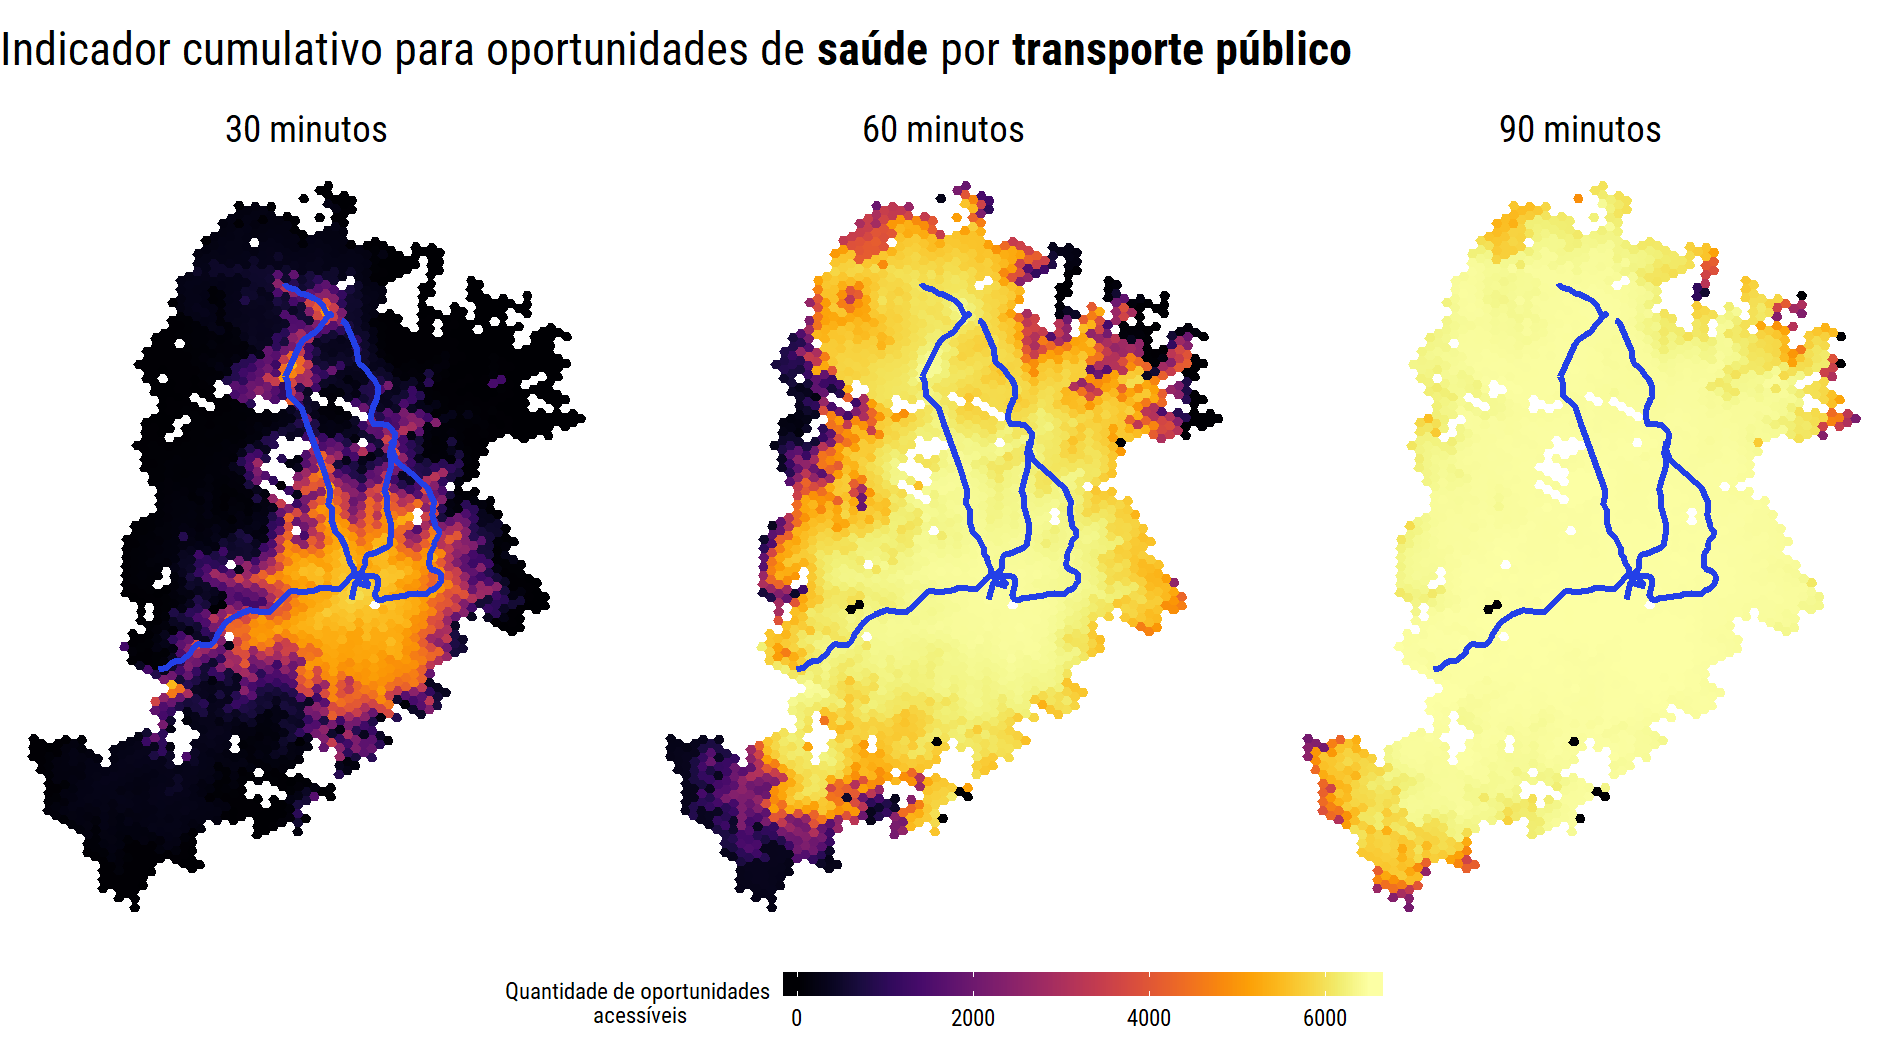 Indicador cumulativo para oportunidades de saúde por transporte público
30 minutos
60 minutos
90 minutos
Quantidade de oportunidades
acessíveis
0
2000
4000
6000